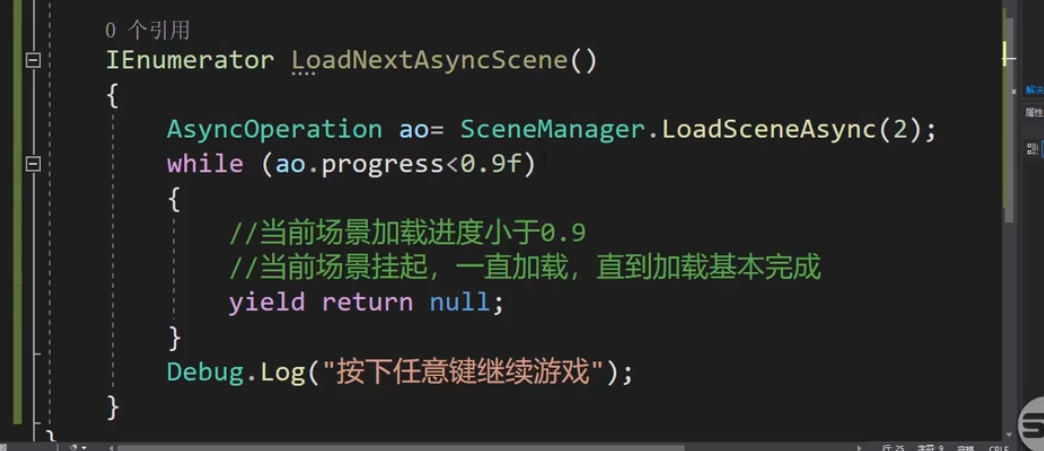 0 个引用
IEnumerator LoadNextAsyncScene()
{
AsyncOperation ao= SceneManager.LoadSceneAsync(2);
while (ao.progress<0.9f)
{
//当前场景加载进度小于0.9
//当前场景挂起，一直加载，直到加载基本完成
yield return null;
}
Debug.Log("按下任意键继续游戏");
}
}
解决
属性
行: 25 字符: 9 空格 CRLF